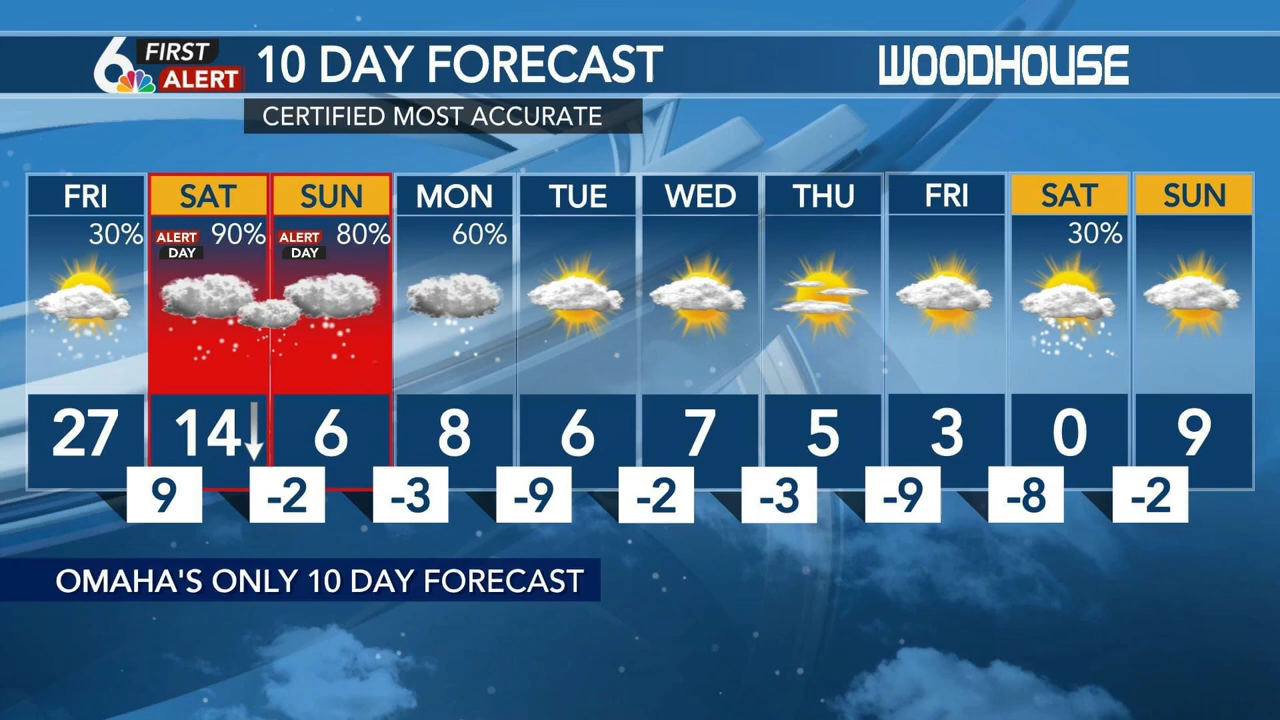 6 FIRST ALERT
10 DAY FORECAST
WOODHOUSE
CERTIFIED MOST ACCURATE
FRI SAT SUN MON TUE WED THU FRI SAT SUN
30% ALERT DAY 90% ALERT DAY 80% 60% 30%
27 14 6 8 6 7 5 3 0 9
9 -2 -3 -9 -2 -3 -9 -8 -2
OMAHA'S ONLY 10 DAY FORECAST